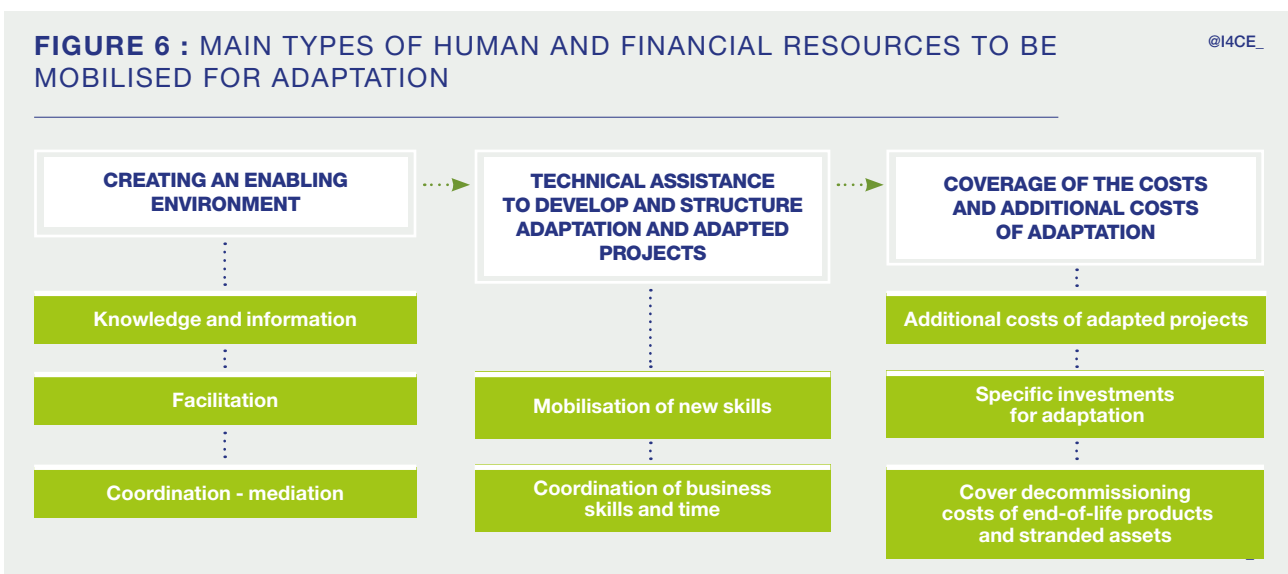 FIGURE 6 : MAIN TYPES OF HUMAN AND FINANCIAL RESOURCES TO BE
MOBILISED FOR ADAPTATION
@I4CE_
CREATING AN ENABLING
ENVIRONMENT
Knowledge and information
Facilitation
Coordination - mediation
TECHNICAL ASSISTANCE
TO DEVELOP AND STRUCTURE
ADAPTATION AND ADAPTED
PROJECTS
Mobilisation of new skills
Coordination of business
skills and time
COVERAGE OF THE COSTS
AND ADDITIONAL COSTS
OF ADAPTATION
Additional costs of adapted projects
Specific investments
for adaptation
Cover decommissioning
costs of end-of-life products
and stranded assets